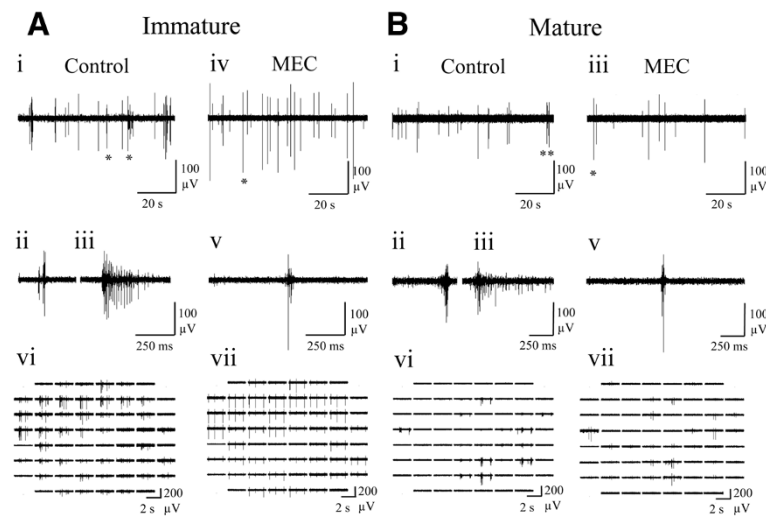 A Immature
B Mature
i Control
iv MEC
i Control
iii MEC
* *
*
**
*
100 µV
20 s
100 µV
20 s
100 µV
20 s
100 µV
20 s
ii iii
v
ii iii
v
100 µV
250 ms
100 µV
250 ms
100 µV
250 ms
100 µV
250 ms
vi
vii
vi
vii
200 µV
2 s
200 µV
2 s
200 µV
2 s
200 µV
2 s